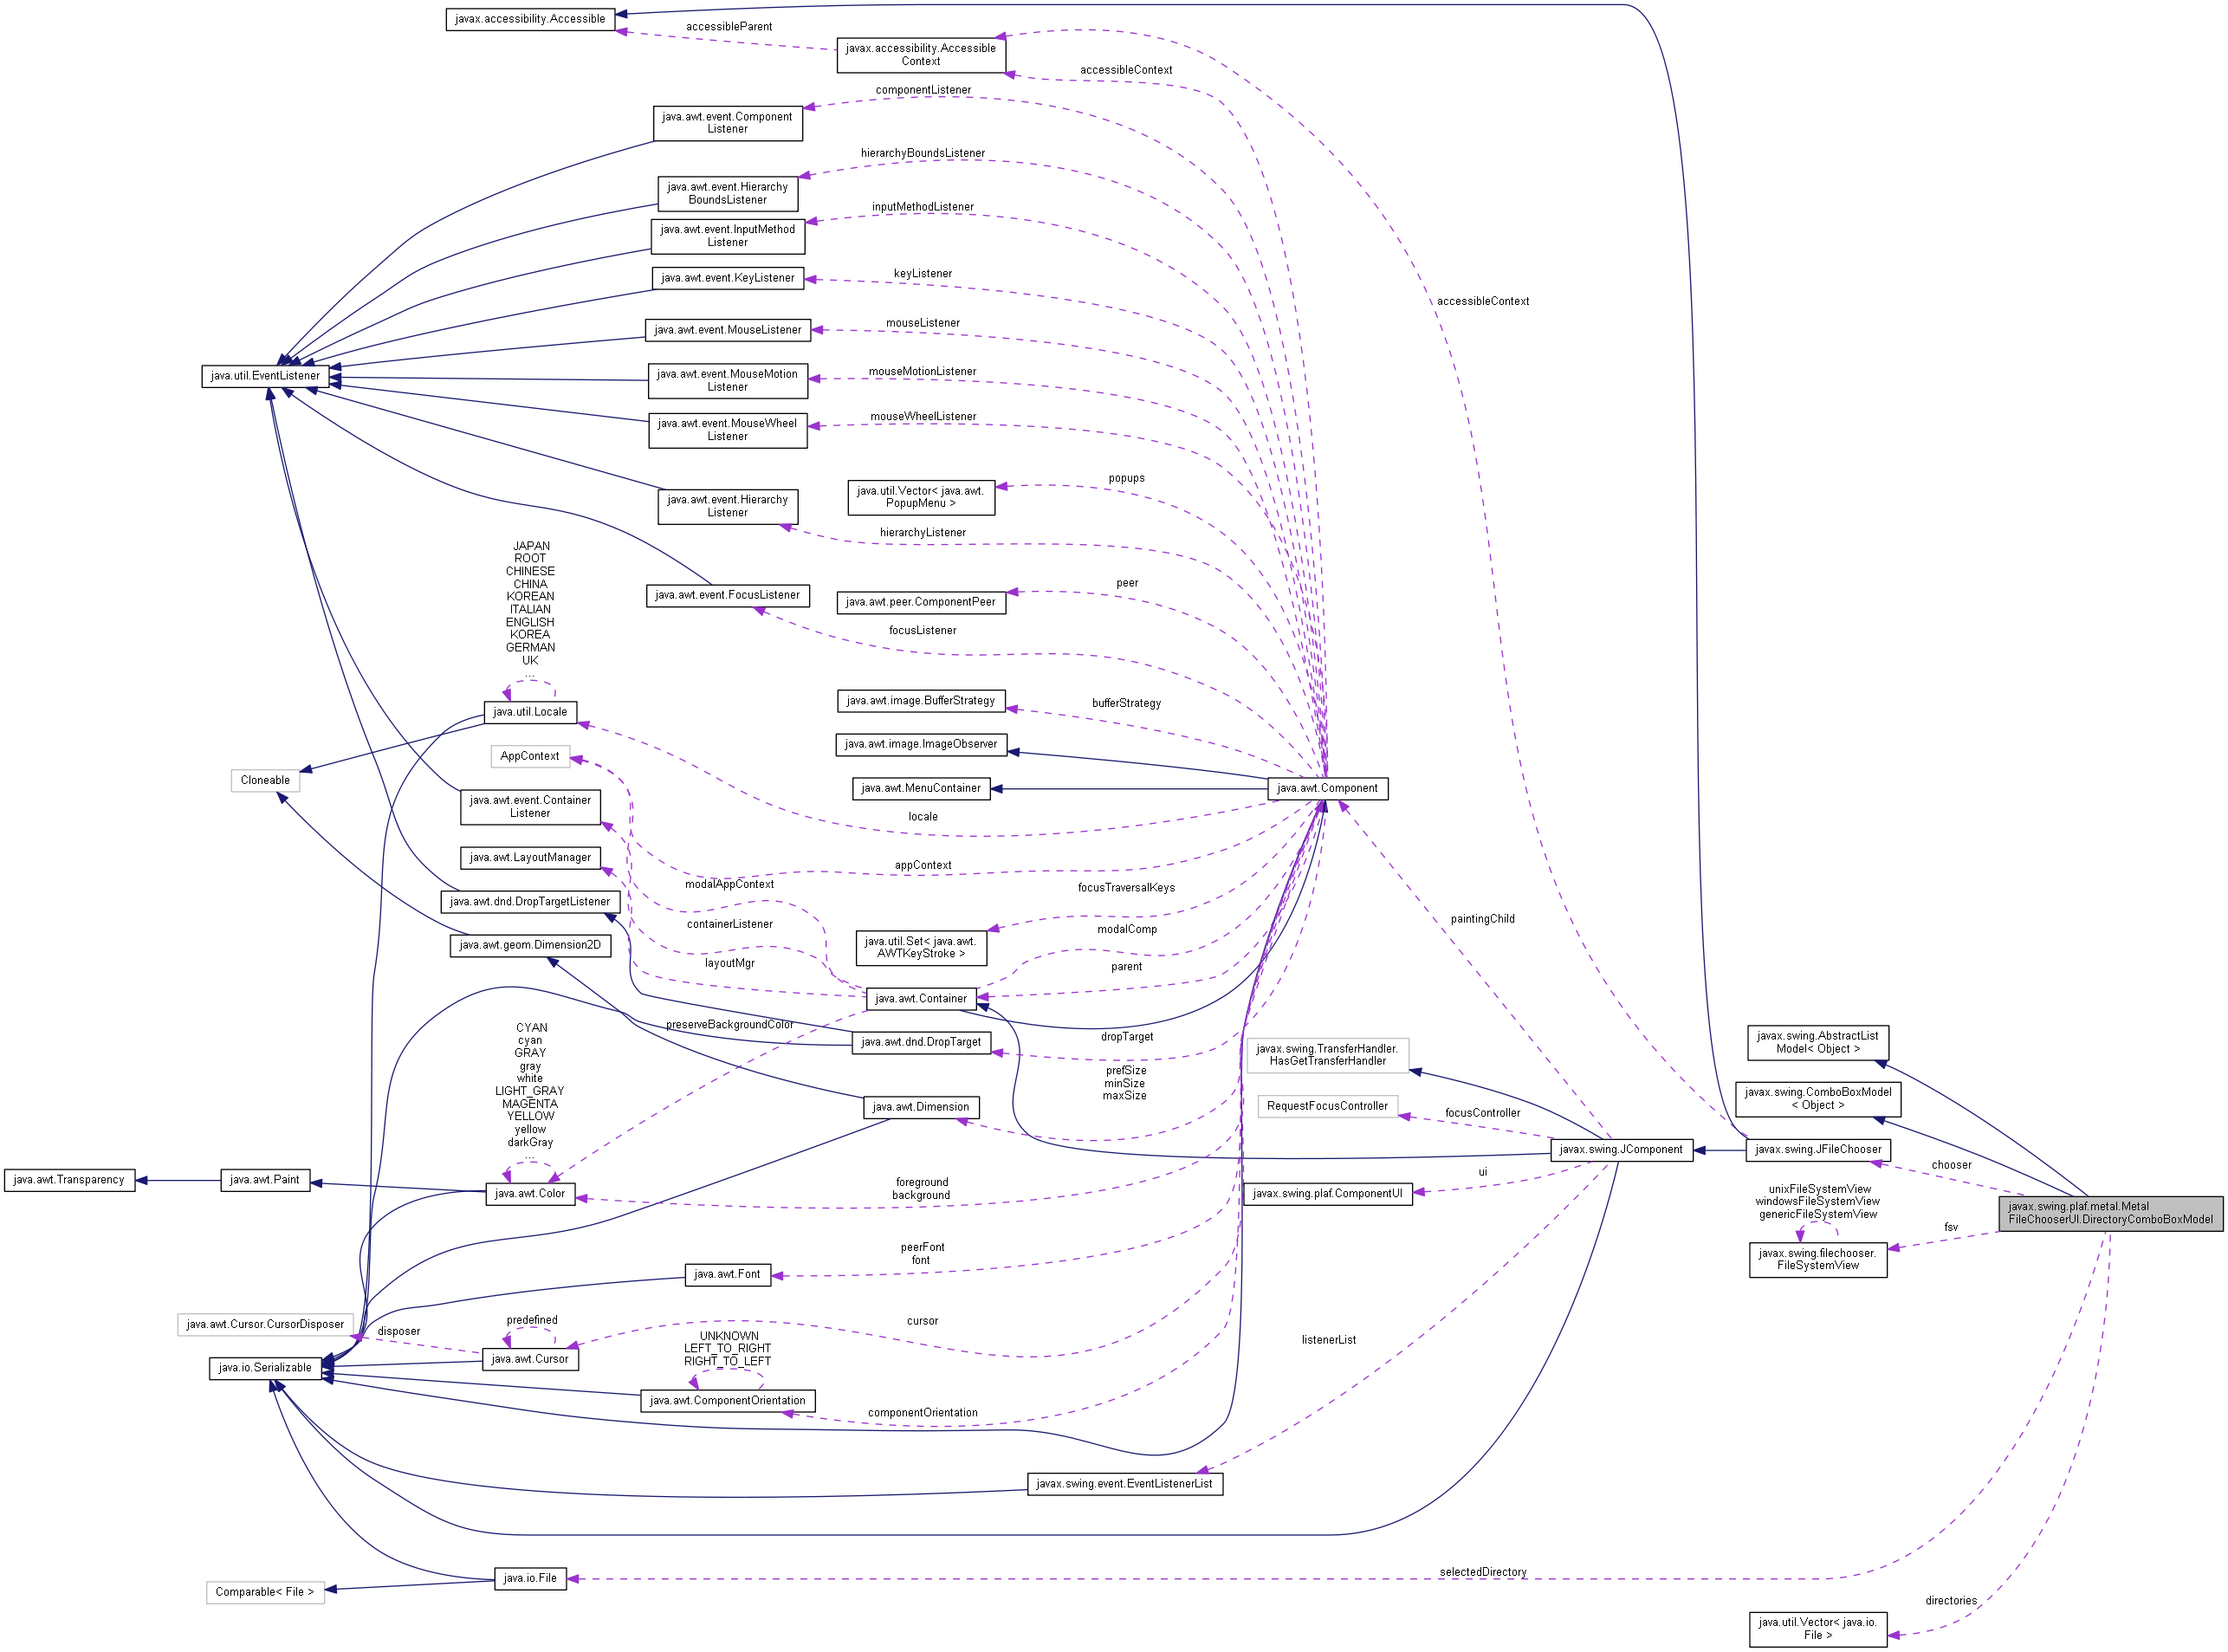 javax.accessibility.Accessible
accessibleParent
javax.accessibility.Accessible
Context
accessibleContext
componentListener
java.awt.event.Component
Listener
hierarchyBoundsListener
java.awt.event.Hierarchy
BoundsListener
inputMethodListener
java.awt.event.InputMethod
Listener
keyListener
java.awt.event.KeyListener
accessibleContext
mouseListener
java.awt.event.MouseListener
java.util.EventListener
mouseMotionListener
java.awt.event.MouseMotion
Listener
mouseWheelListener
java.awt.event.MouseWheel
Listener
popups
java.util.Vector< java.awt.
PopupMenu >
java.awt.event.Hierarchy
Listener
hierarchyListener
JAPAN
ROOT
CHINESE
CHINA
KOREAN
ITALIAN
ENGLISH
KOREA
GERMAN
UK
...
peer
java.awt.event.FocusListener
java.awt.peer.ComponentPeer
focusListener
java.util.Locale
java.awt.image.BufferStrategy
bufferStrategy
AppContext
java.awt.image.ImageObserver
Cloneable
java.awt.MenuContainer
java.awt.Component
java.awt.event.Container
Listener
locale
java.awt.LayoutManager
appContext
modalAppContext
focusTraversalKeys
java.awt.dnd.DropTargetListener
containerListener
paintingChild
modalComp
java.util.Set< java.awt.
AWTKeyStroke >
java.awt.geom.Dimension2D
layoutMgr
parent
java.awt.Container
preserveBackgroundColor
CYAN
cyan
GRAY
gray
white
LIGHT_GRAY
MAGENTA
YELLOW
yellow
darkGray
...
java.awt.dnd.DropTarget
dropTarget
javax.swing.TransferHandler.
HasGetTransferHandler
javax.swing.AbstractList
Model< Object >
prefSize
minSize
maxSize
java.awt.Dimension
RequestFocusController
focusController
javax.swing.ComboBoxModel
< Object >
javax.swing.JComponent
javax.swing.JFileChooser
chooser
java.awt.Transparency
java.awt.Paint
java.awt.Color
foreground
background
ui
javax.swing.plaf.ComponentUI
unixFileSystemView
windowsFileSystemView
genericFileSystemView
fsv
javax.swing.plaf.metal.Metal
FileChooserUI.DirectoryComboBoxModel
javax.swing.filechooser.
FileSystemView
peerFont
font
java.awt.Font
java.awt.Cursor.CursorDisposer
disposer
predefined
cursor
java.awt.Cursor
UNKNOWN
LEFT_TO_RIGHT
RIGHT_TO_LEFT
listenerList
java.io.Serializable
java.awt.ComponentOrientation
componentOrientation
javax.swing.event.EventListenerList
java.io.File
selectedDirectory
Comparable< File >
directories
java.util.Vector< java.io.
File >